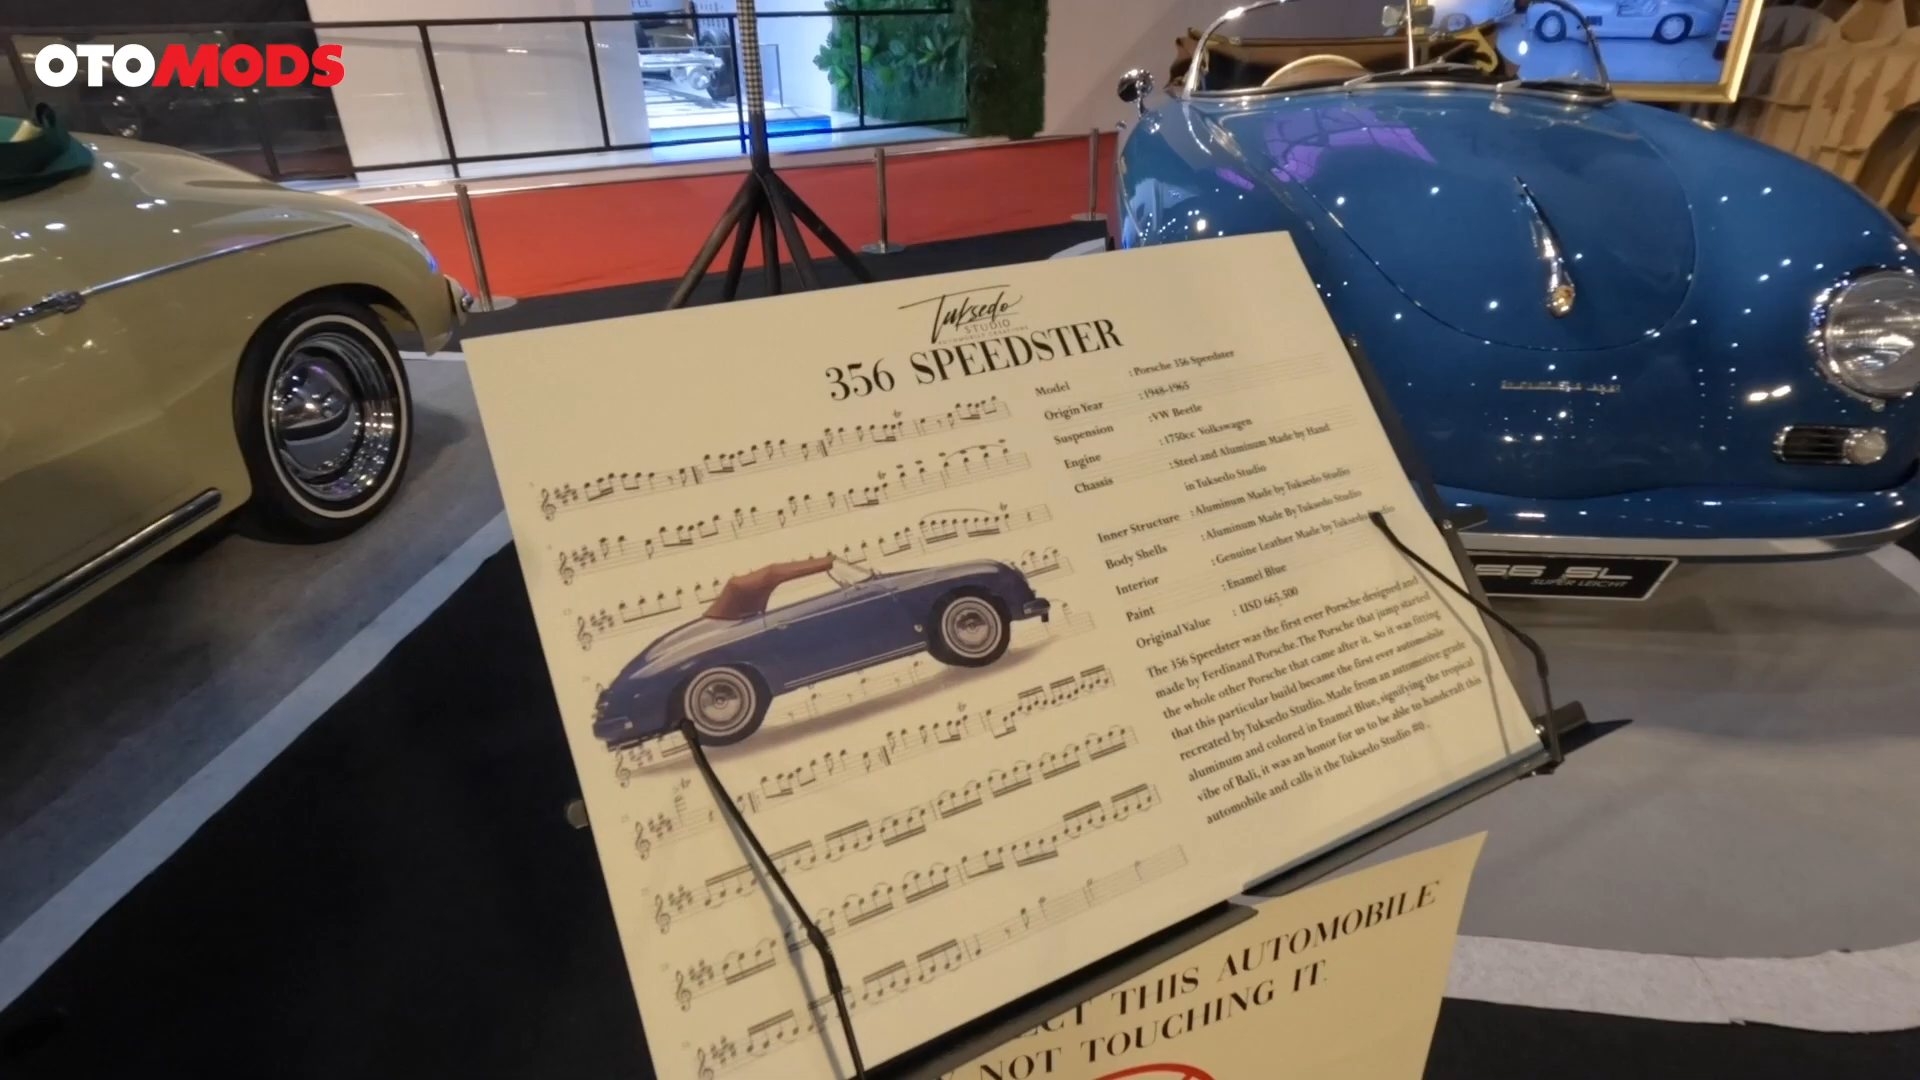 OTOMODS
Tuksedo
STUDIO
AUTOMOBILE CREATIONS
356 SPEEDSTER
Model : Porsche 356 Speedster
Origin Year : 1948-1965
Suspension :VW Beetle
Engine : 1750cc Volkswagen
Chassis : Steel and Aluminum Made by Hand
in Tuksedo Studio
Inner Structure : Aluminum Made by Tuksedo Studio
Body Shells : Aluminum Made By Tuksedo Studio
Interior : Genuine Leather Made by Tuksedo Studio
Paint : Enamel Blue
Original Value : USD 665.500
The 356 Speedster was the first ever Porsche designed and
made by Ferdinand Porsche. The Porsche that jump started
the whole other Porsche that came after it. So it was fitting
that this particular build became the first ever automobile
recreated by Tuksedo Studio. Made from an automotive grade
aluminum and colored in Enamel Blue, signifying the tropical
vibe of Bali, it was an honor for us to be able to handcraft this
automobile and calls it the Tuksedo Studio #1 .
THIS AUTOMOBILE
NOT TOUCHING IT.
56 SL
SUPER LEICHT